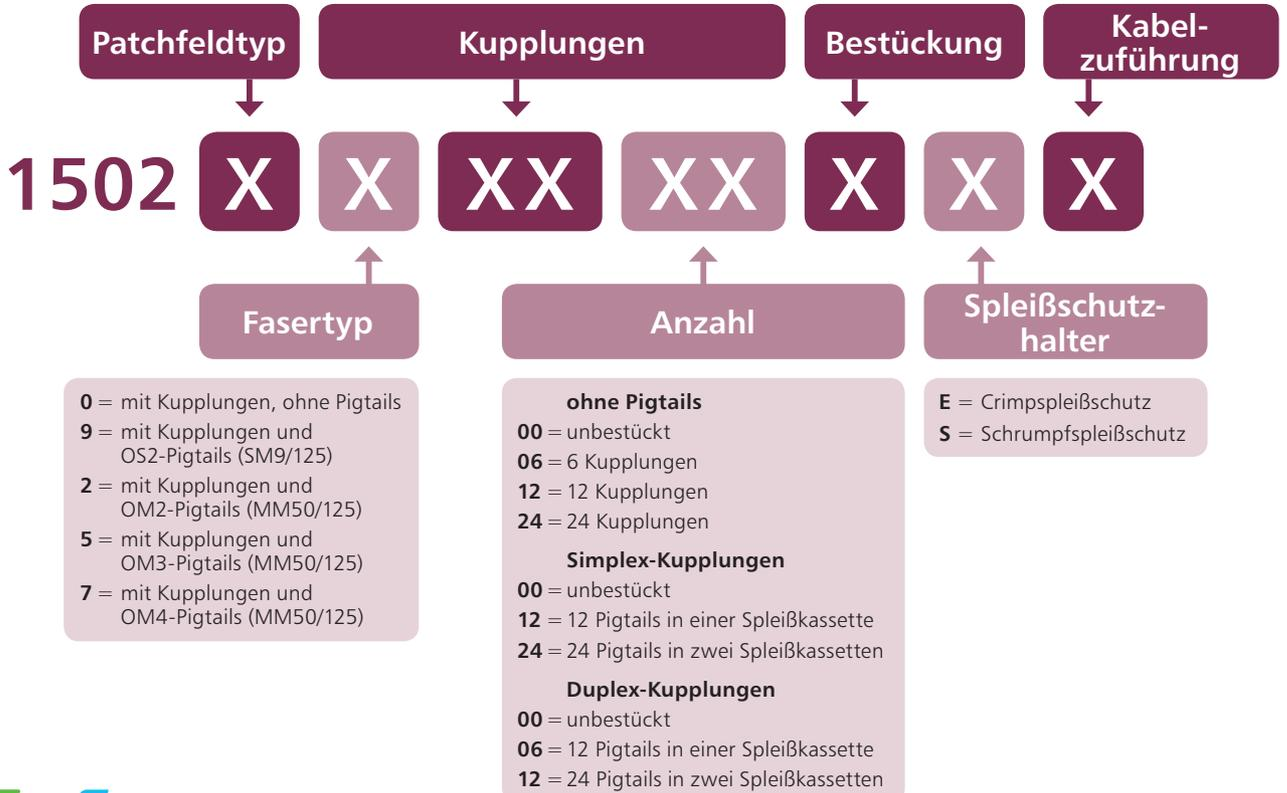 Patchfeldtyp
Kupplungen
Bestückung
Kabel-
zuführung
1502 X X XX XX X X X
Fasertyp
Anzahl
Spleißschutz-
halter
0 = mit Kupplungen, ohne Pigtails
9 = mit Kupplungen und
OS2-Pigtails (SM9/125)
2 = mit Kupplungen und
OM2-Pigtails (MM50/125)
5 = mit Kupplungen und
OM3-Pigtails (MM50/125)
7 = mit Kupplungen und
OM4-Pigtails (MM50/125)
ohne Pigtails
00 = unbestückt
06 = 6 Kupplungen
12 = 12 Kupplungen
24 = 24 Kupplungen
Simplex-Kupplungen
00 = unbestückt
12 = 12 Pigtails in einer Spleißkassette
24 = 24 Pigtails in zwei Spleißkassetten
Duplex-Kupplungen
00 = unbestückt
06 = 12 Pigtails in einer Spleißkassette
12 = 24 Pigtails in zwei Spleißkassetten
E = Crimpspleißschutz
S = Schrumpfspleißschutz